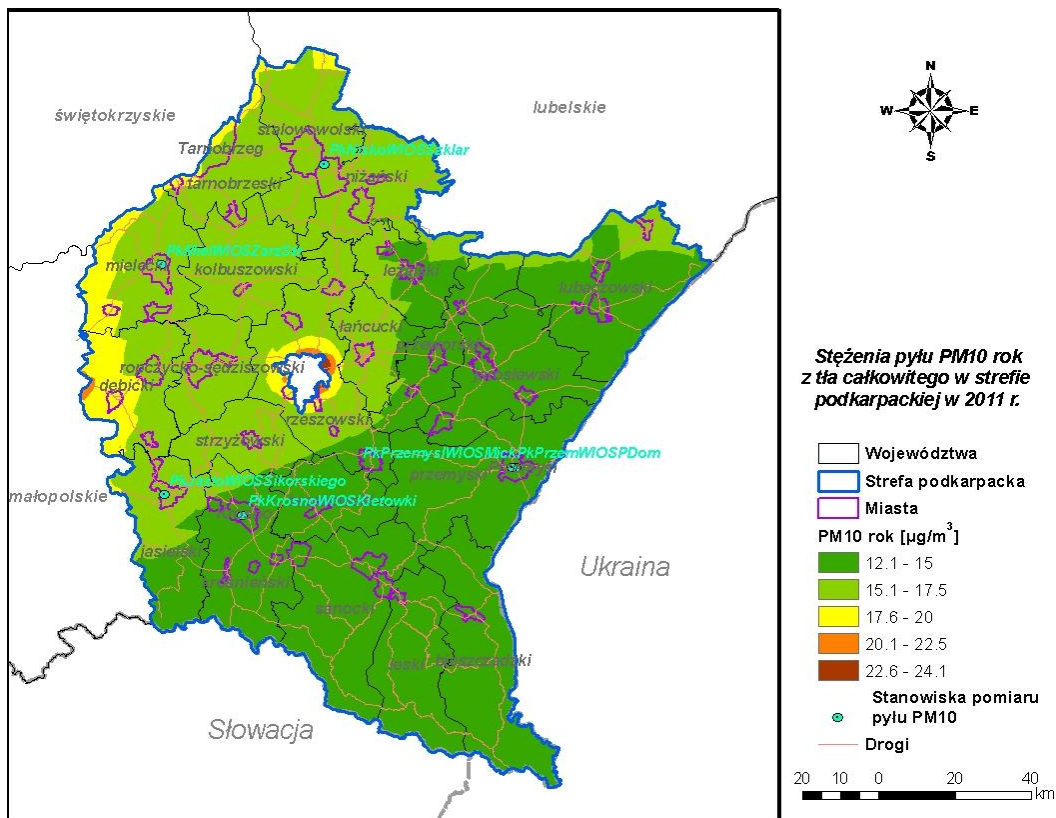 świętokrzyskie
lubelskie
stalowowolski
Tarnobrzeg
tarnobrzeski
niżański
mielecki
kolbuszowski
leżajski
lubaczowski
łańcucki
ropczycko-sędziszowski
dębicki
rzeszowski
strzyżowski
PkPrzemyslWIOSMickPkPrzemWIOSPDom
przemyski
małopolskie
PkJasloWIOSSikorskiego
PkKrosnoWIOSKletowki
jasielski
krośnieński
sanocki
leski
bieszczadzki
Ukraina
Słowacja
N
W E
S
Stężenia pyłu PM10 rok
z tła całkowitego w strefie
podkarpackiej w 2011 r.
Województwa
Strefa podkarpacka
Miasta
PM10 rok [µg/m³]
12.1 - 15
15.1 - 17.5
17.6 - 20
20.1 - 22.5
22.6 - 24.1
Stanowiska pomiaru
pyłu PM10
Drogi
20 10 0 20 40
km